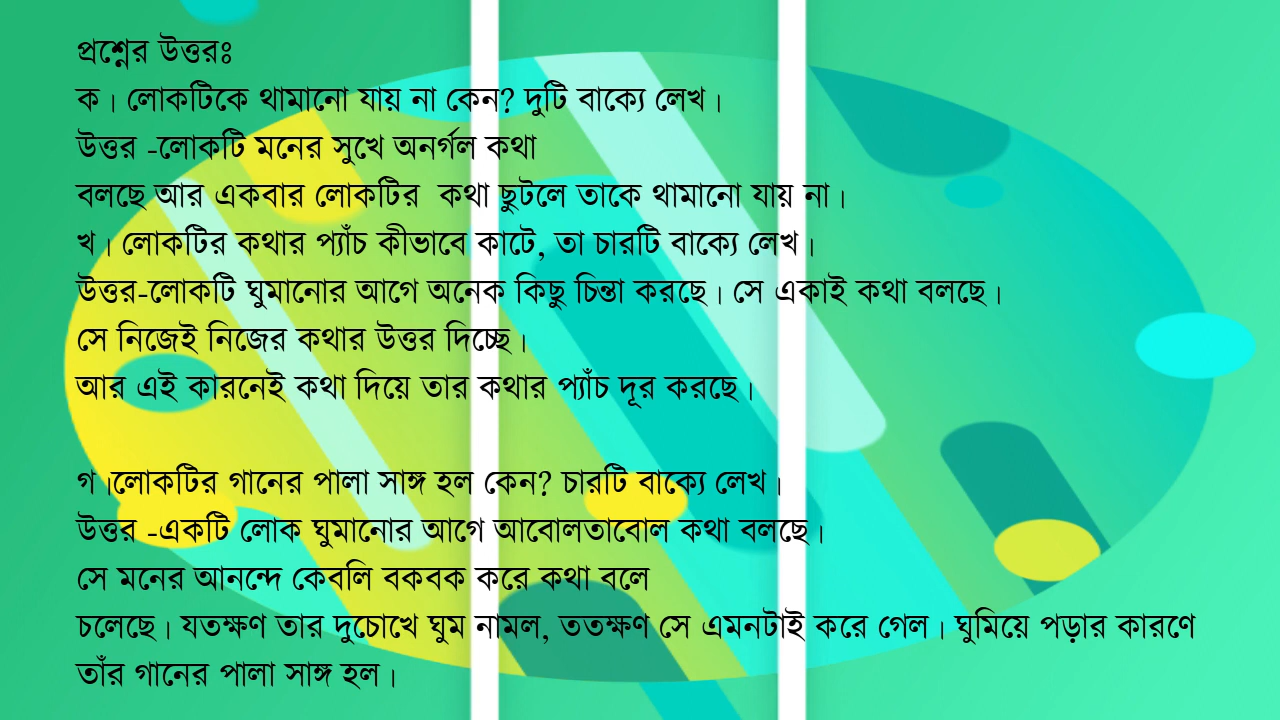 প্রশ্নের উত্তরঃ
ক। লোকটিকে থামানো যায় না কেন? দুটি বাক্যে লেখ।
উত্তর -লোকটি মনের সুখে অনর্গল কথা
বলছে আর একবার লোকটির কথা ছুটলে তাকে থামানো যায় না।
খ। লোকটির কথার প্যাঁচ কীভাবে কাটে, তা চারটি বাক্যে লেখ।
উত্তর-লোকটি ঘুমানোর আগে অনেক কিছু চিন্তা করছে। সে একাই কথা বলছে।
সে নিজেই নিজের কথার উত্তর দিচ্ছে।
আর এই কারনেই কথা দিয়ে তার কথার প্যাঁচ দূর করছে।
গ।লোকটির গানের পালা সাঙ্গ হল কেন? চারটি বাক্যে লেখ।
উত্তর -একটি লোক ঘুমানোর আগে আবোলতাবোল কথা বলছে।
সে মনের আনন্দে কেবলি বকবক করে কথা বলে
চলেছে। যতক্ষণ তার দুচোখে ঘুম নামল, ততক্ষণ সে এমনটাই করে গেল। ঘুমিয়ে পড়ার কারণে
তাঁর গানের পালা সাঙ্গ হল।